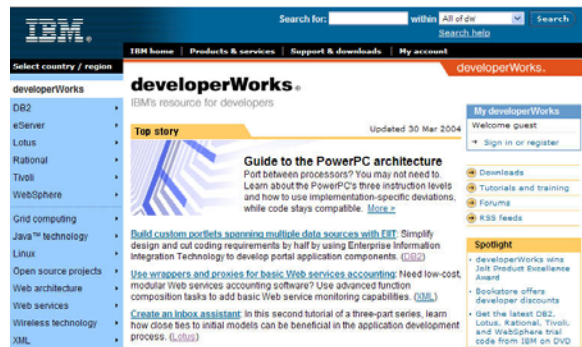 IBM®
Search for:
within
All of dw
Search
Search help
IBM home | Products & services | Support & downloads | My account
Select country / region
developerWorks.
developerWorks
DB2
eServer
Lotus
Rational
Tivoli
WebSphere
Grid computing
Java™ technology
Linux
Open source projects
Web architecture
Web services
Wireless technology
XML
developerWorks®
IBM's resource for developers
Top story
Updated 30 Mar 2004
Guide to the PowerPC architecture
Port between processors? You may not need to.
Learn about the PowerPC's three instruction levels
and how to use implementation-specific deviations,
while code stays compatible. More >
Build custom portlets spanning multiple data sources with EIIT: Simplify
design and cut coding requirements by half by using Enterprise Information
Integration Technology to develop portal application components. (DB2)
Use wrappers and proxies for basic Web services accounting: Need low-cost,
modular Web services accounting software? Use advanced function
composition tasks to add basic Web service monitoring capabilities. (XML)
Create an Inbox assistant: In this second tutorial of a three-part series, learn
how close ties to initial models can be beneficial in the application development
process. (Lotus)
My developerWorks
Welcome guest
Sign in or register
Downloads
Tutorials and training
Forums
RSS feeds
Spotlight
developerWorks wins
Jolt Product Excellence
Award
Bookstore offers
developer discounts
Get the latest DB2,
Lotus, Rational, Tivoli,
and WebSphere trial
code from IBM on DVD